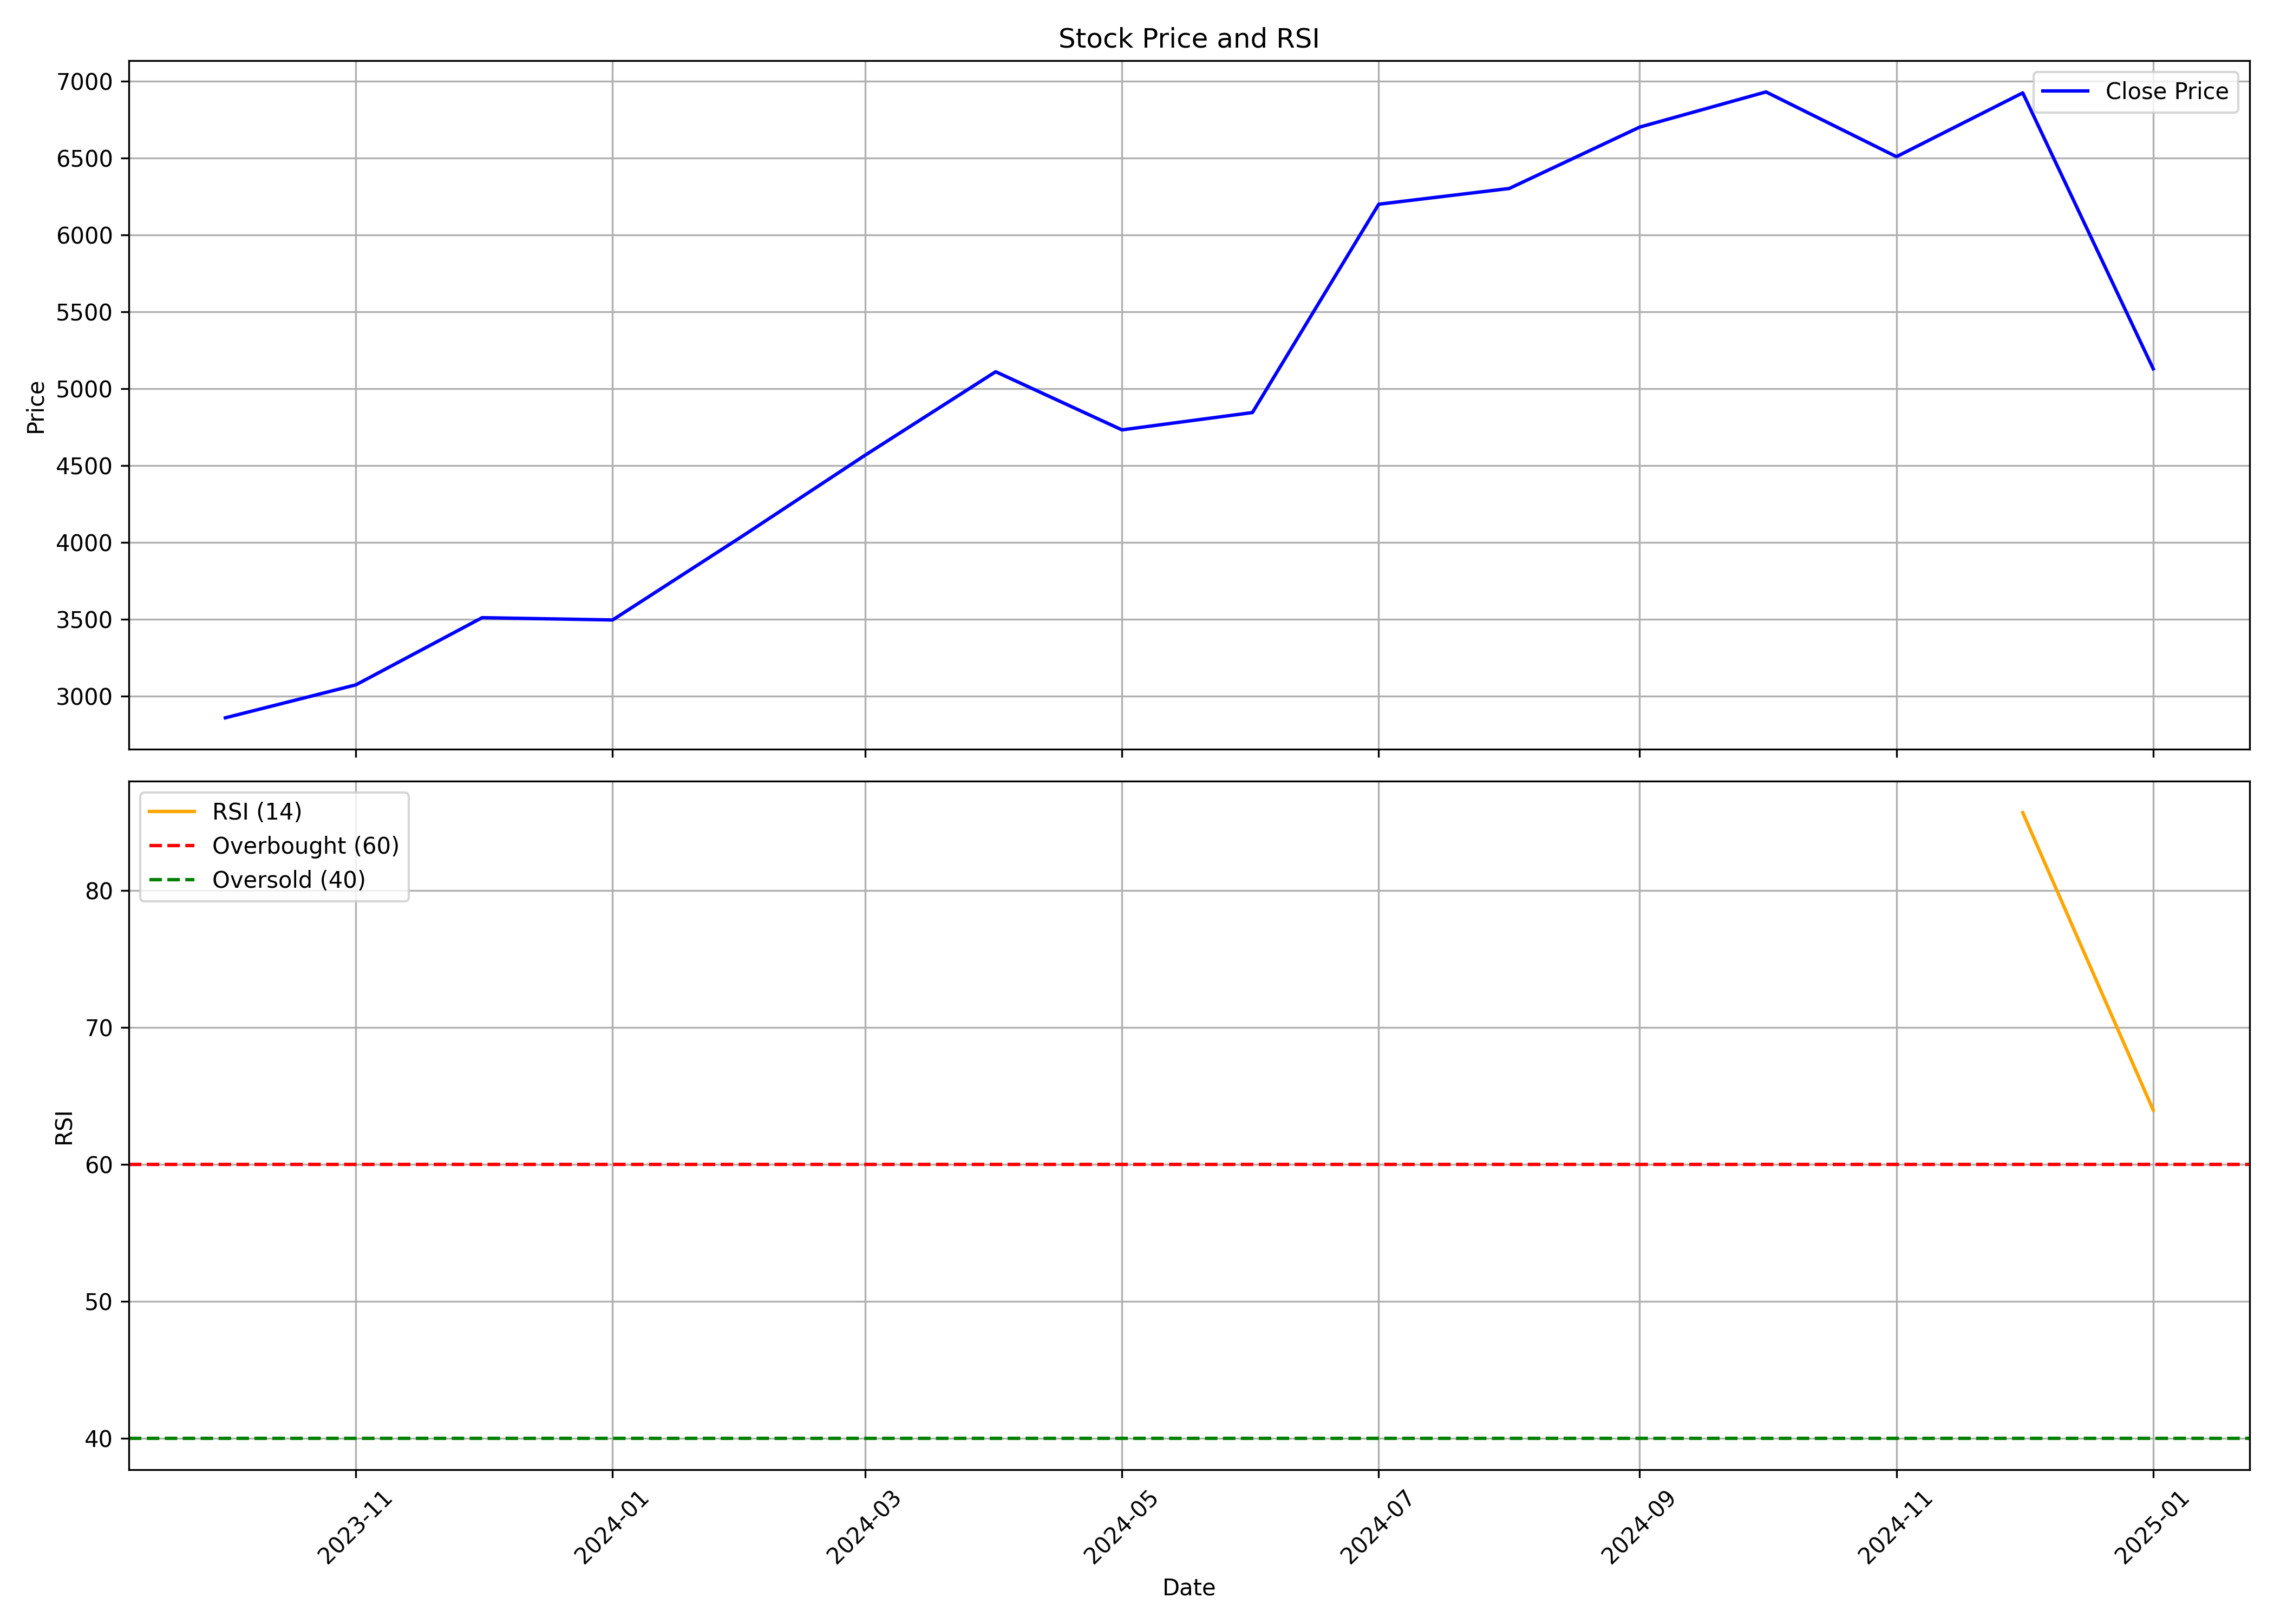 Stock Price and RSI
7000
6500
6000
5500
5000
4500
4000
3500
3000
Price
Close Price
RSI (14)
Overbought (60)
Oversold (40)
80
70
60
50
40
RSI
2023-11
2024-01
2024-03
2024-05
2024-07
2024-09
2024-11
2025-01
Date